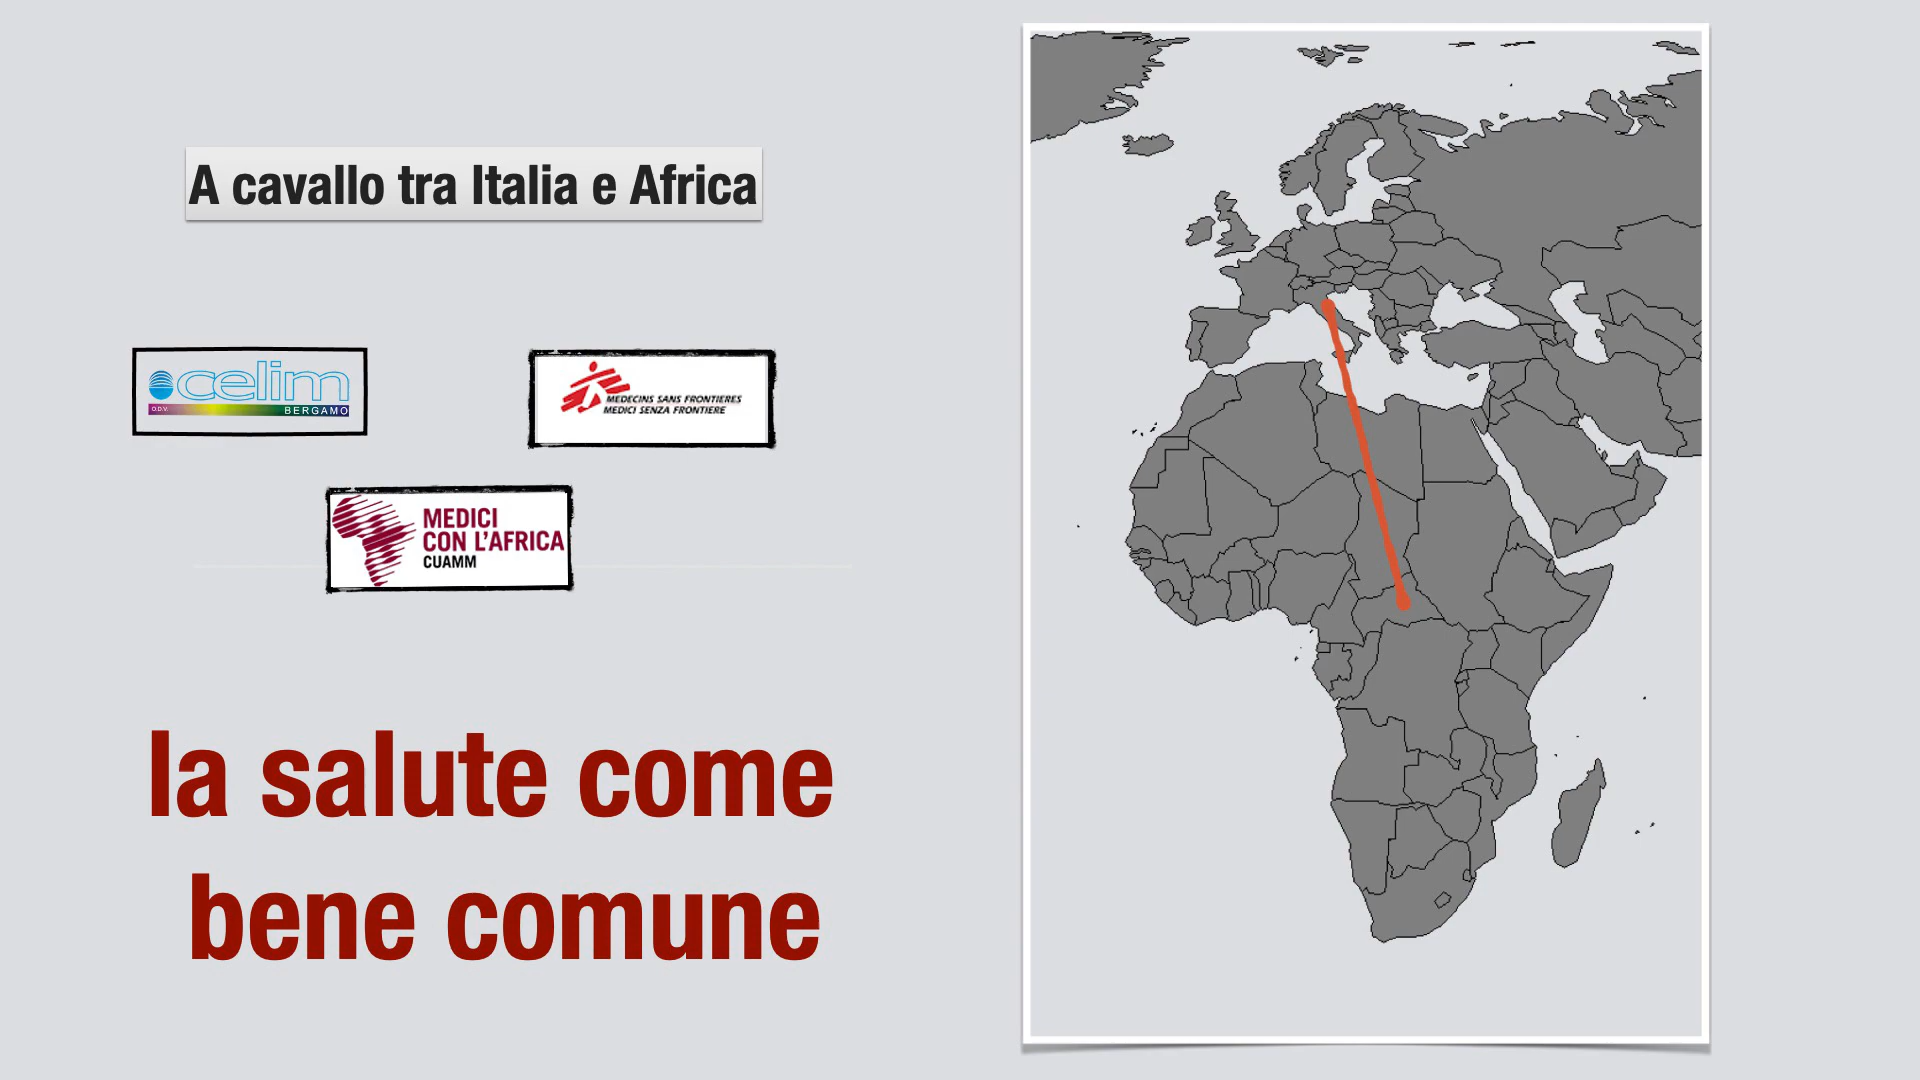 A cavallo tra Italia e Africa
celim
O.D.V. BERGAMO
MEDECINS SANS FRONTIERES
MEDICI SENZA FRONTIERE
MEDICI
CON L'AFRICA
CUAMM
la salute come
bene comune